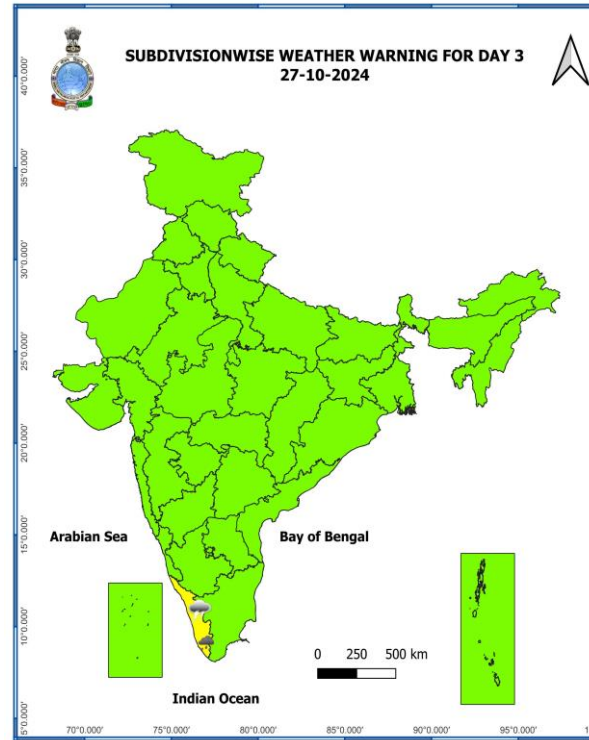 SUBDIVISIONWISE WEATHER WARNING FOR DAY 3
27-10-2024
40°0.000'
35°0.000'
30°0.000'
25°0.000'
20°0.000'
15°0.000'
10°0.000'
5°0.000'
Arabian Sea
Bay of Bengal
0 250 500 km
Indian Ocean
70°0.000' 75°0.000' 80°0.000' 85°0.000' 90°0.000' 95°0.000'